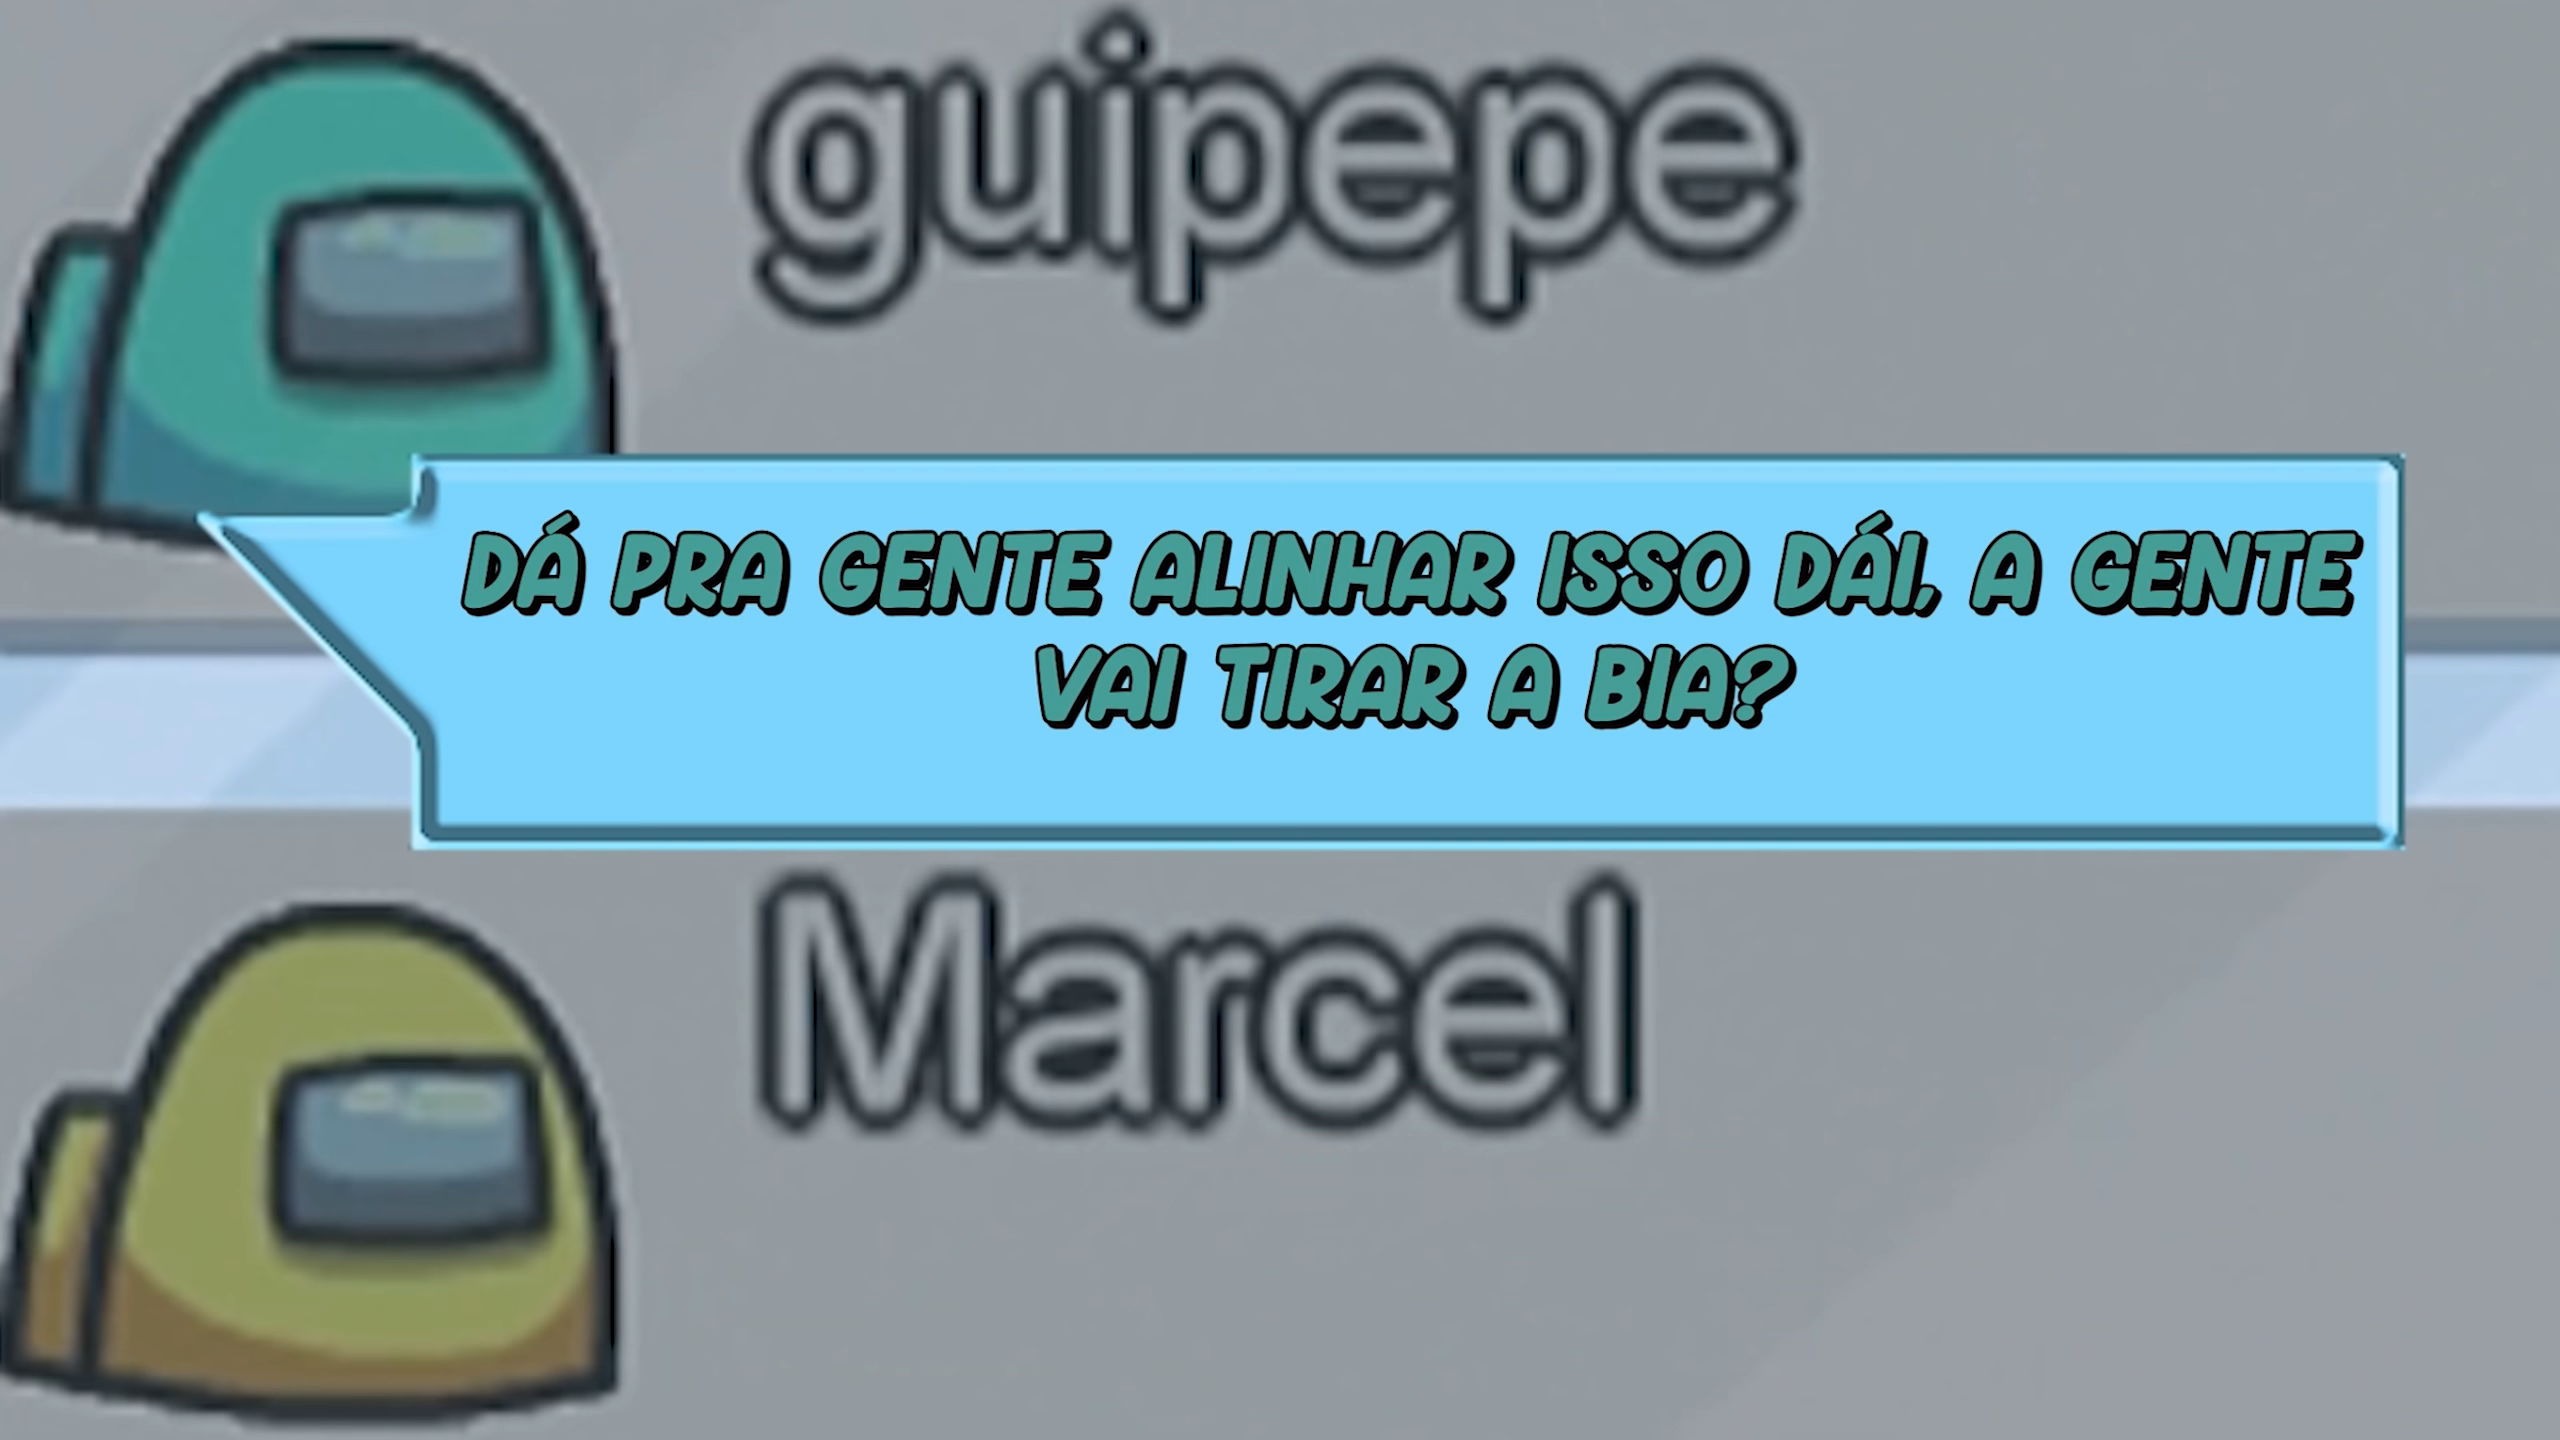 guipepe
DÁ PRA GENTE ALINHAR ISSO DÁI, A GENTE
VAI TIRAR A BIA?
Marcel